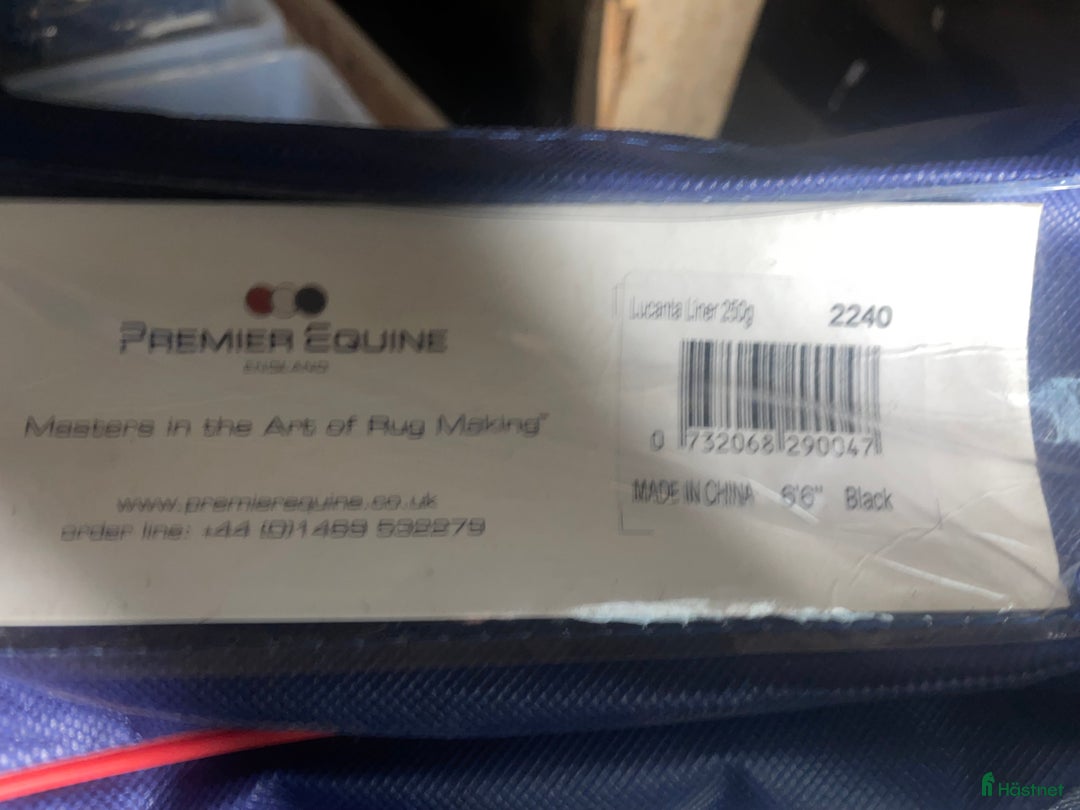 PREMIER EQUINE
ENGLAND
Masters in the Art of Rug Making™
www.premierequine.co.uk
order line: +44 (0)1469 532279
Lucanta Liner 250g 2240
0 732068 290047
MADE IN CHINA 6'6" Black
Hästnet